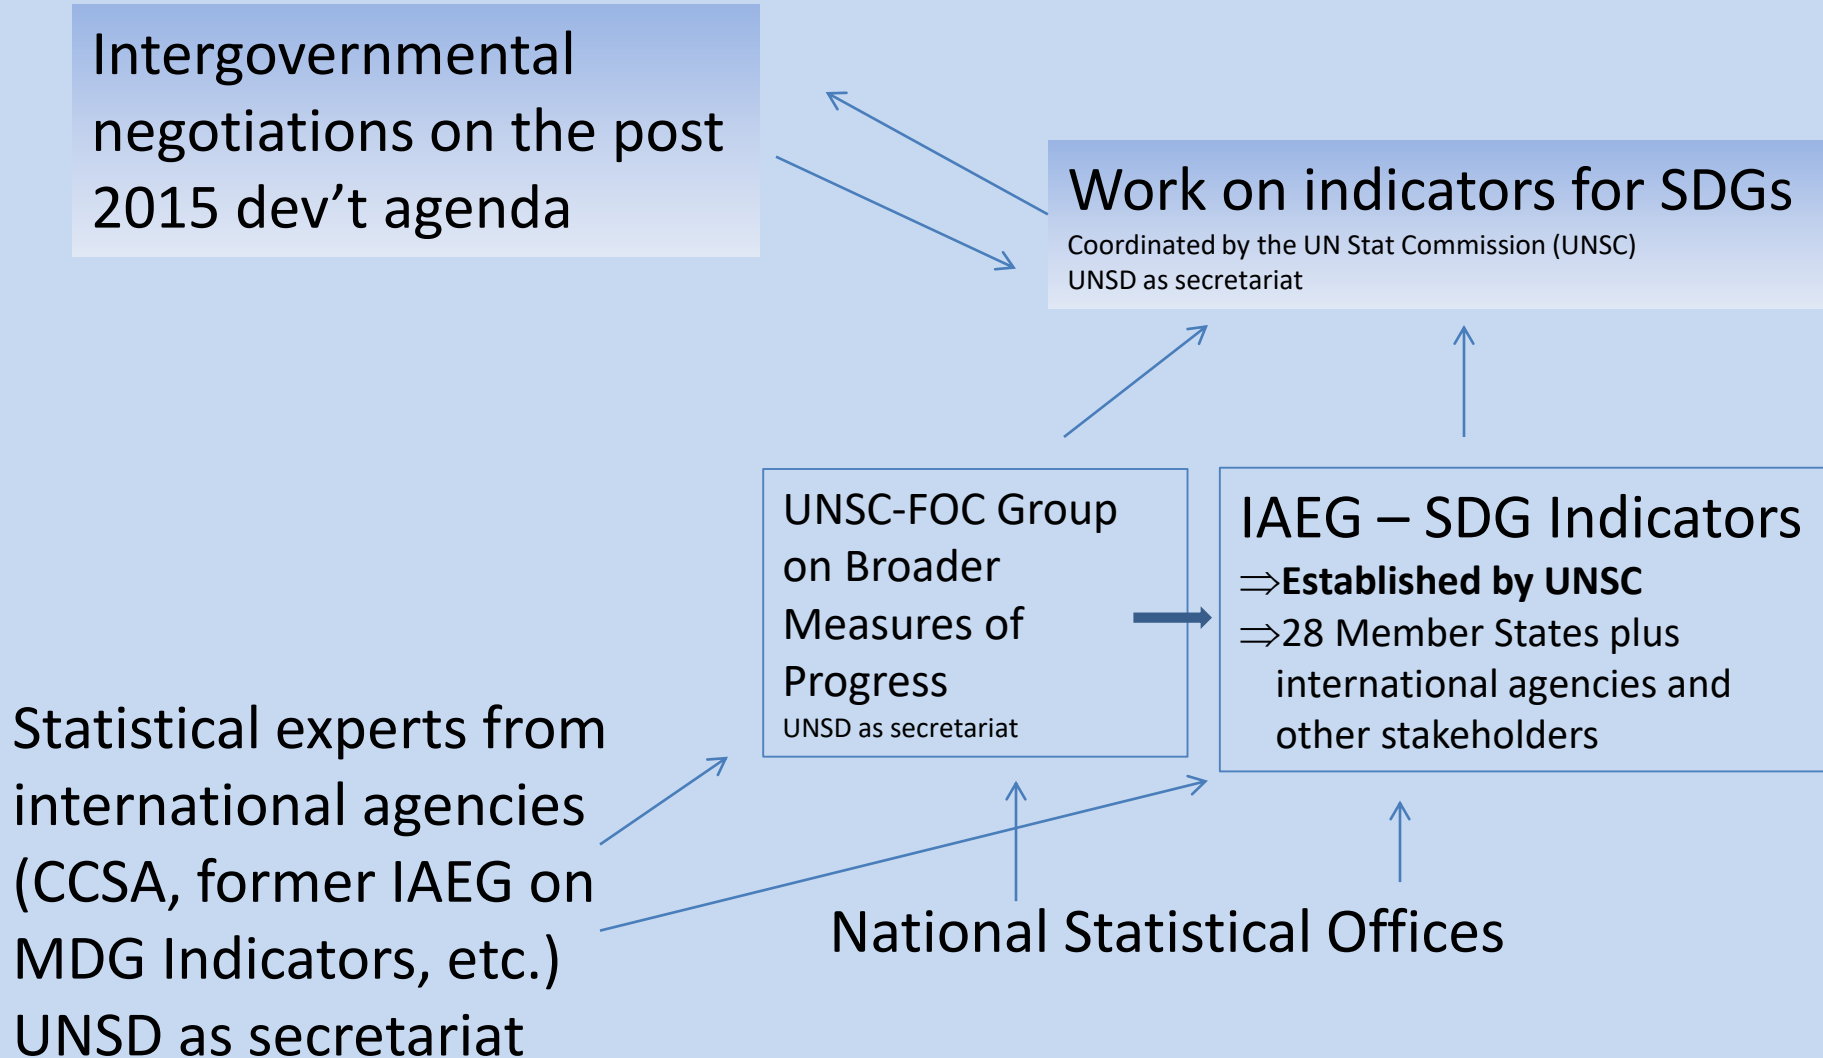 Intergovernmental
negotiations on the post
2015 dev’t agenda
Work on indicators for SDGs
Coordinated by the UN Stat Commission (UNSC)
UNSD as secretariat
UNSC-FOC Group
on Broader
Measures of
Progress
UNSD as secretariat
IAEG – SDG Indicators
⇒Established by UNSC
⇒28 Member States plus
international agencies and
other stakeholders
Statistical experts from
international agencies
(CCSA, former IAEG on
MDG Indicators, etc.)
UNSD as secretariat
National Statistical Offices